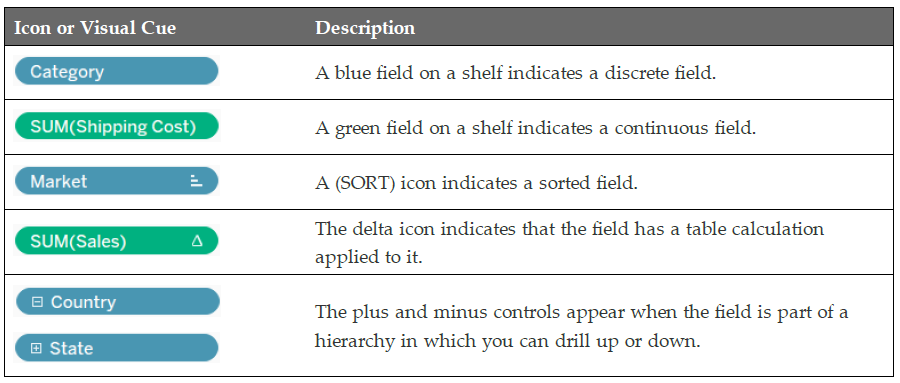 Icon or Visual Cue Description
Category A blue field on a shelf indicates a discrete field.
SUM(Shipping Cost) A green field on a shelf indicates a continuous field.
Market A (SORT) icon indicates a sorted field.
SUM(Sales) Δ The delta icon indicates that the field has a table calculation
applied to it.
Country
State
The plus and minus controls appear when the field is part of a
hierarchy in which you can drill up or down.